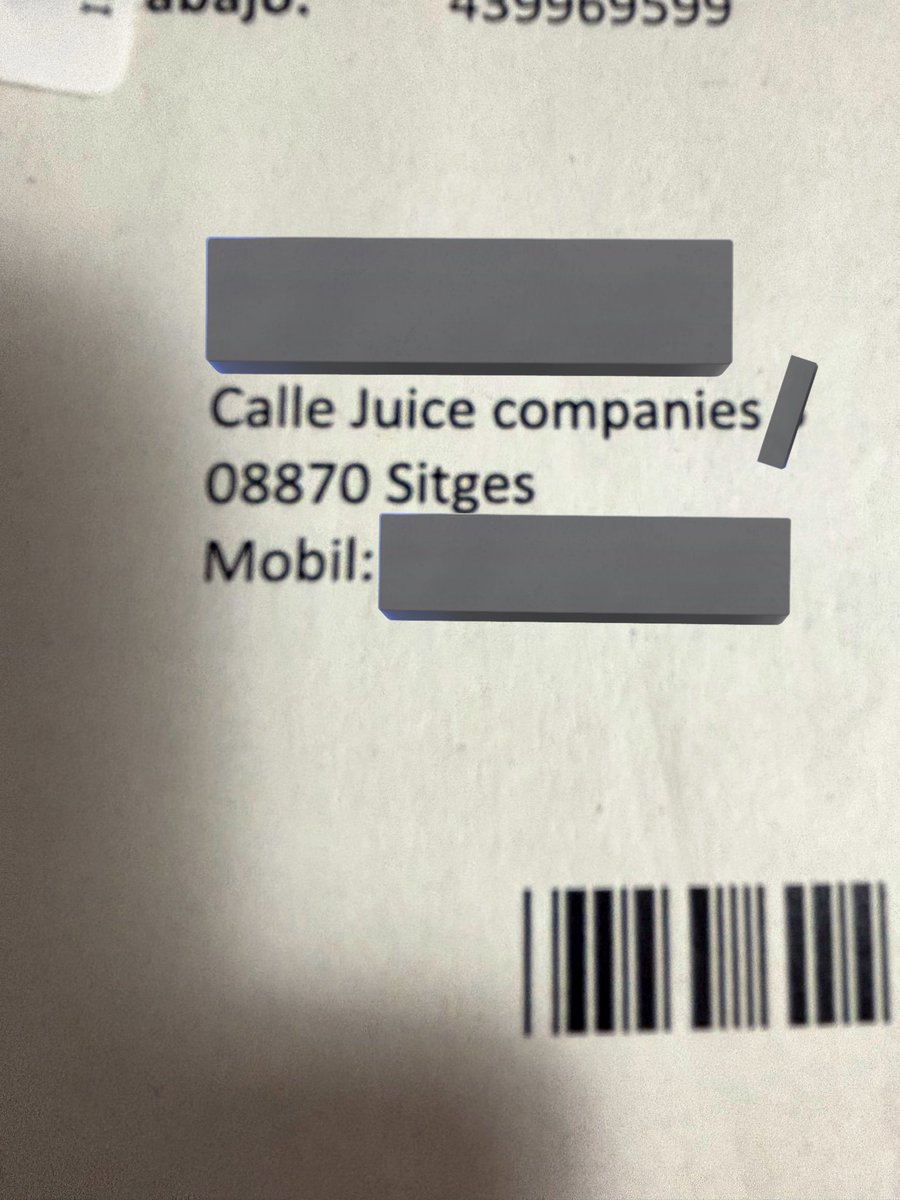 abajo: 439969599
Calle Juice companies
08870 Sitges
Mobil: